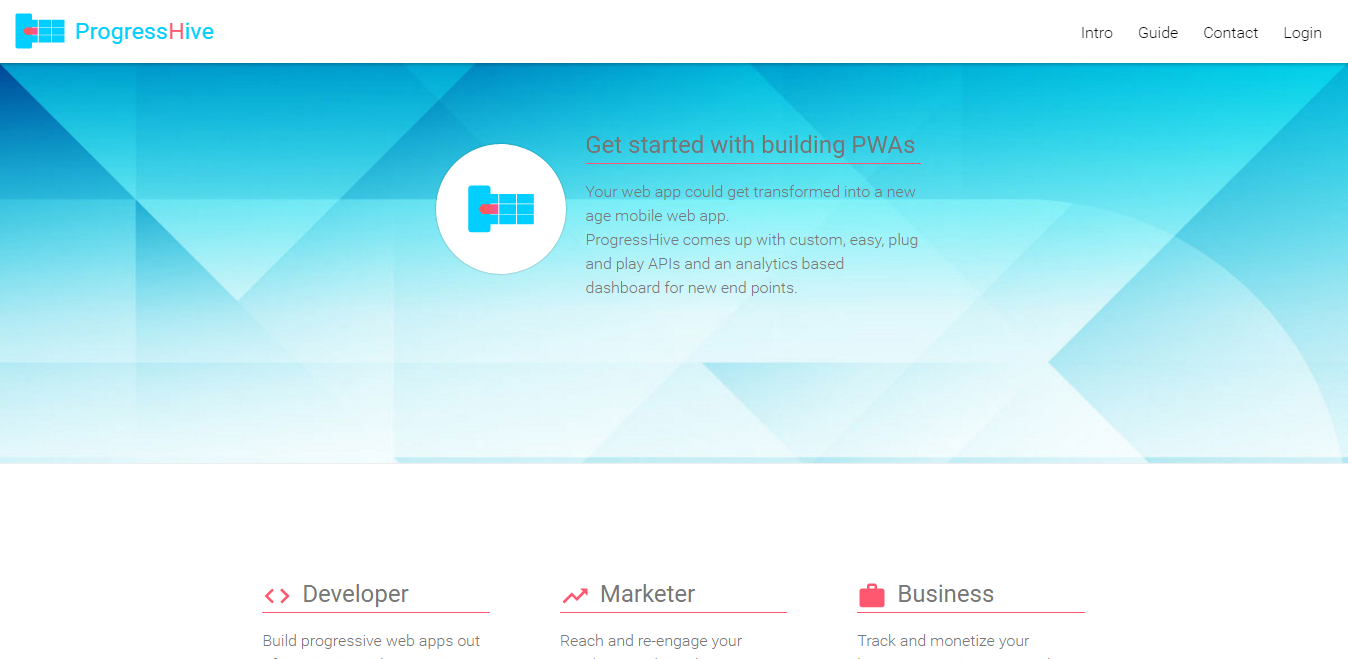 ProgressHive
Intro
Guide
Contact
Login
Get started with building PWAs
Your web app could get transformed into a new
age mobile web app.
ProgressHive comes up with custom, easy, plug
and play APIs and an analytics based
dashboard for new end points.
Developer
Build progressive web apps out
Marketer
Reach and re-engage your
Business
Track and monetize your